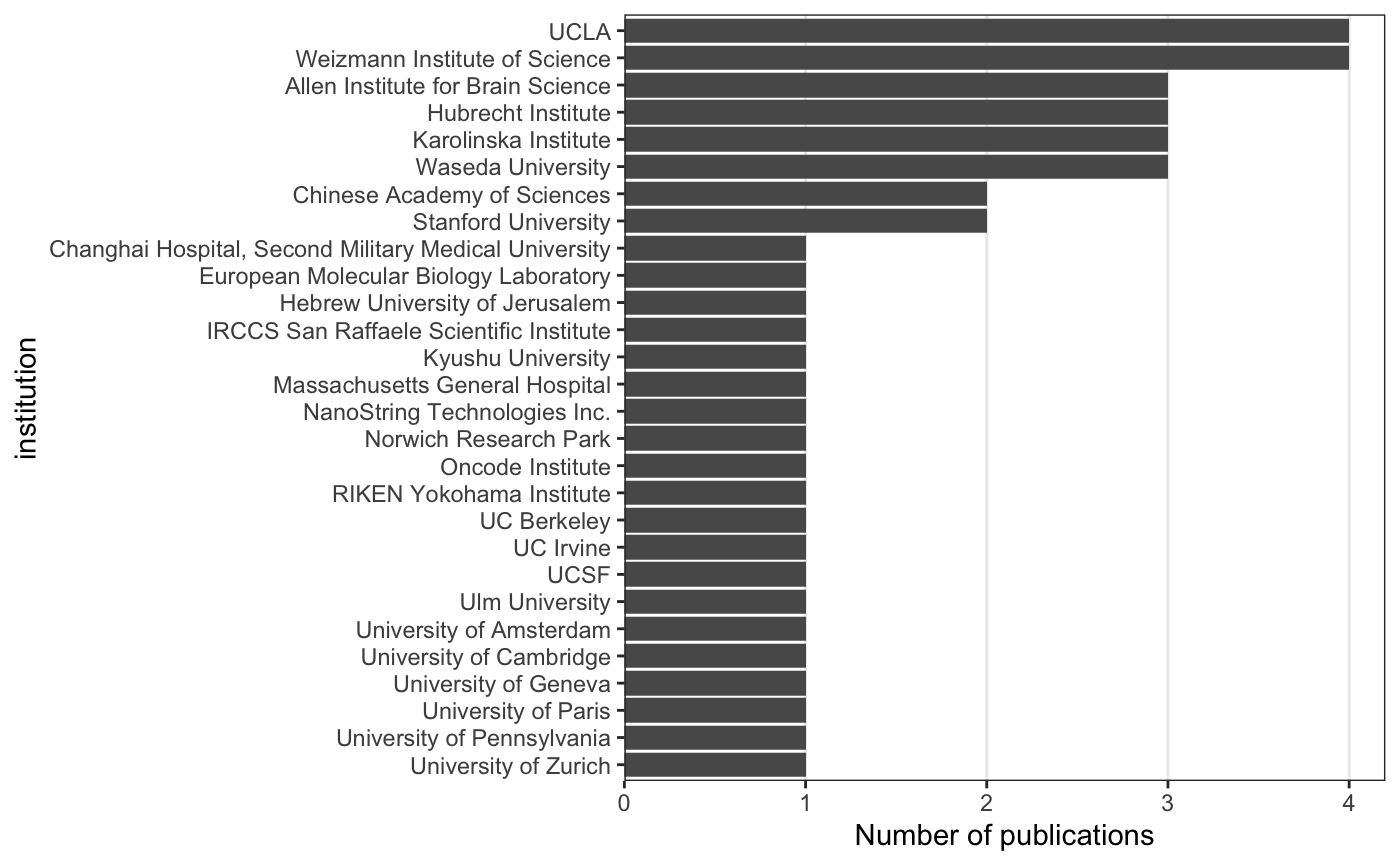 UCLA
Weizmann Institute of Science
Allen Institute for Brain Science
Hubrecht Institute
Karolinska Institute
Waseda University
Chinese Academy of Sciences
Stanford University
Changhai Hospital, Second Military Medical University
European Molecular Biology Laboratory
Hebrew University of Jerusalem
IRCCS San Raffaele Scientific Institute
Kyushu University
Massachusetts General Hospital
NanoString Technologies Inc.
Norwich Research Park
Oncode Institute
RIKEN Yokohama Institute
UC Berkeley
UC Irvine
UCSF
Ulm University
University of Amsterdam
University of Cambridge
University of Geneva
University of Paris
University of Pennsylvania
University of Zurich
institution
0 1 2 3 4
Number of publications